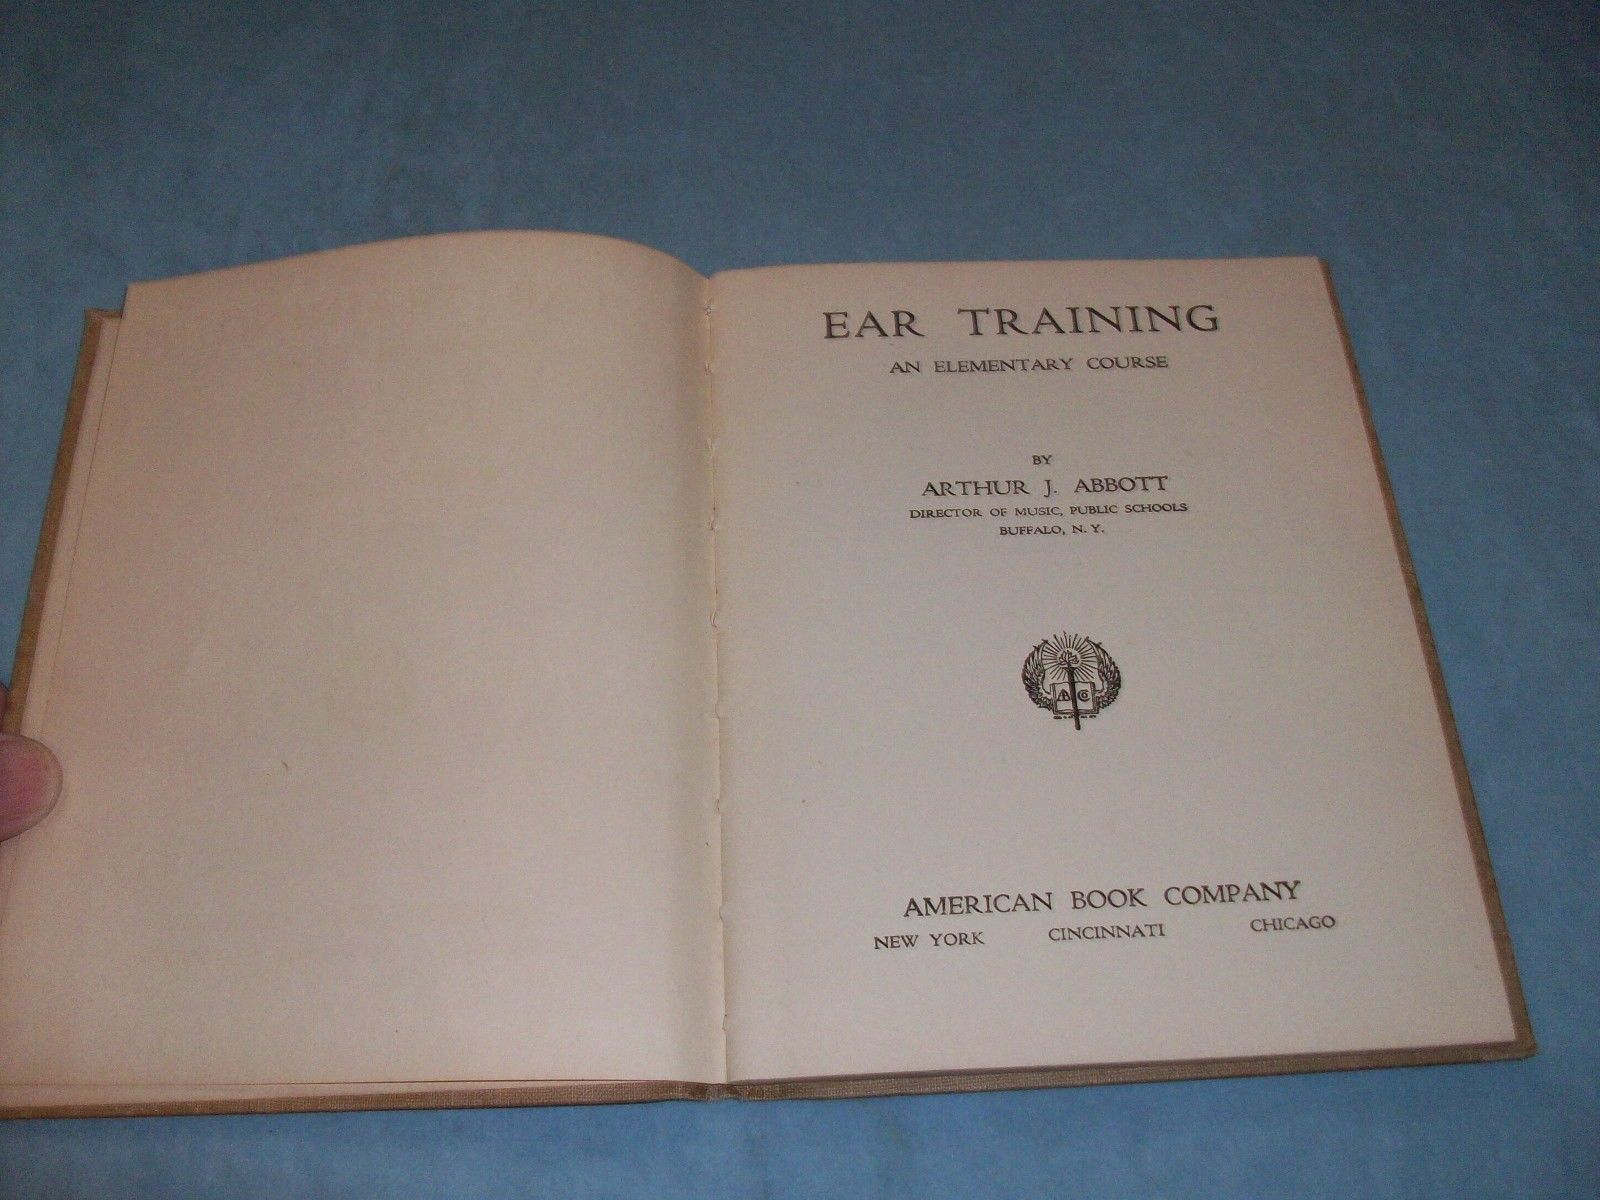 EAR TRAINING
AN ELEMENTARY COURSE
BY
ARTHUR J. ABBOTT
DIRECTOR OF MUSIC, PUBLIC SCHOOLS
BUFFALO, N. Y.
A B C
AMERICAN BOOK COMPANY
NEW YORK CINCINNATI CHICAGO